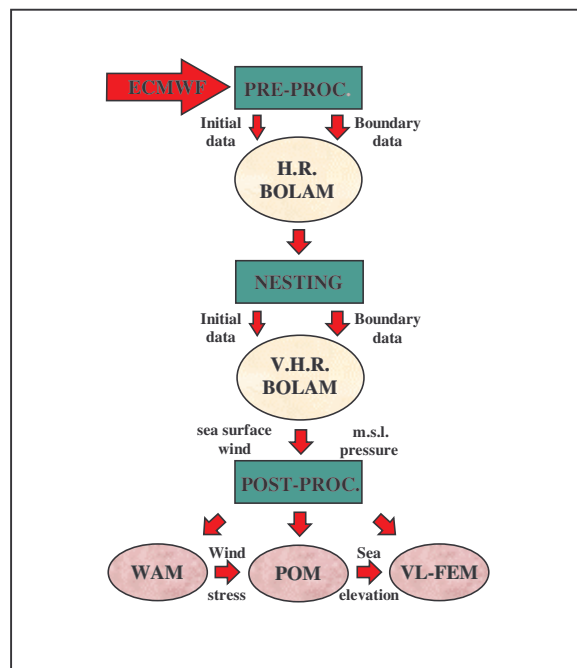 ECMWF
PRE-PROC.
Initial
data
Boundary
data
H.R.
BOLAM
NESTING
Initial
data
Boundary
data
V.H.R.
BOLAM
sea surface
wind
m.s.l.
pressure
POST-PROC.
WAM
Wind
stress
POM
Sea
elevation
VL-FEM